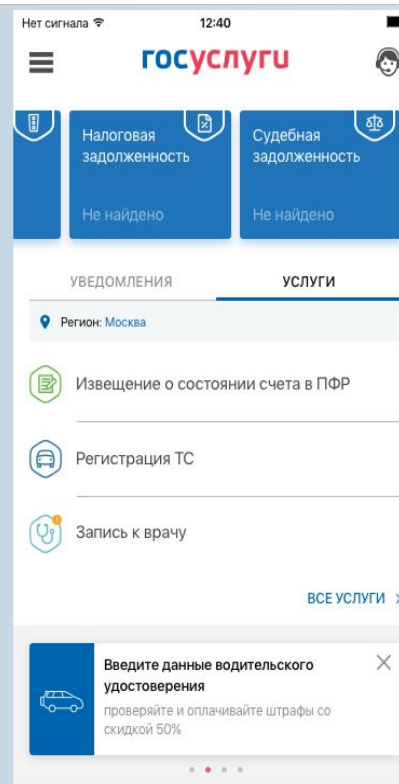 Нет сигнала 12:40
госуслуги
Налоговая задолженность
Не найдено
Судебная задолженность
Не найдено
УВЕДОМЛЕНИЯ УСЛУГИ
Регион: Москва
Извещение о состоянии счета в ПФР
Регистрация ТС
Запись к врачу
ВСЕ УСЛУГИ
Введите данные водительского
удостоверения
проверяйте и оплачивайте штрафы со
скидкой 50%